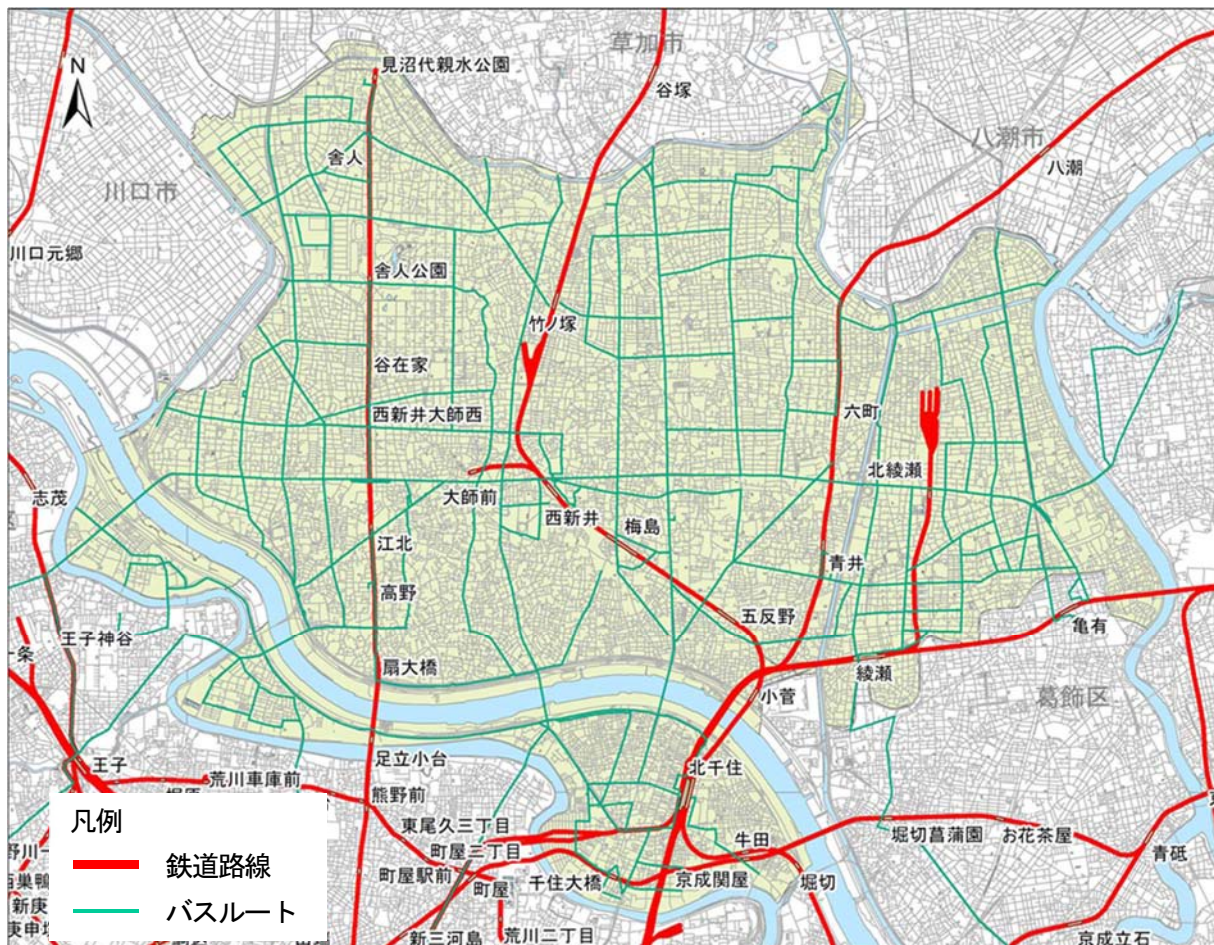 草加市
見沼代親水公園
N
谷塚
八潮市
八潮
舎人
川口市
川口元郷
舎人公園
竹ノ塚
谷在家
西新井大師西
六町
北綾瀬
志茂
大師前
西新井
梅島
江北
青井
高野
五反野
亀有
王子神谷
扇大橋
綾瀬
小菅
葛飾区
足立小台
北千住
王子
荒川車庫前
熊野前
東尾久三丁目
牛田
堀切菖蒲園
お花茶屋
青砥
町屋二丁目
町屋駅前
町屋
千住大橋
京成関屋
堀切
新三河島
荒川二丁目
京成立石
凡例
鉄道路線
バスルート